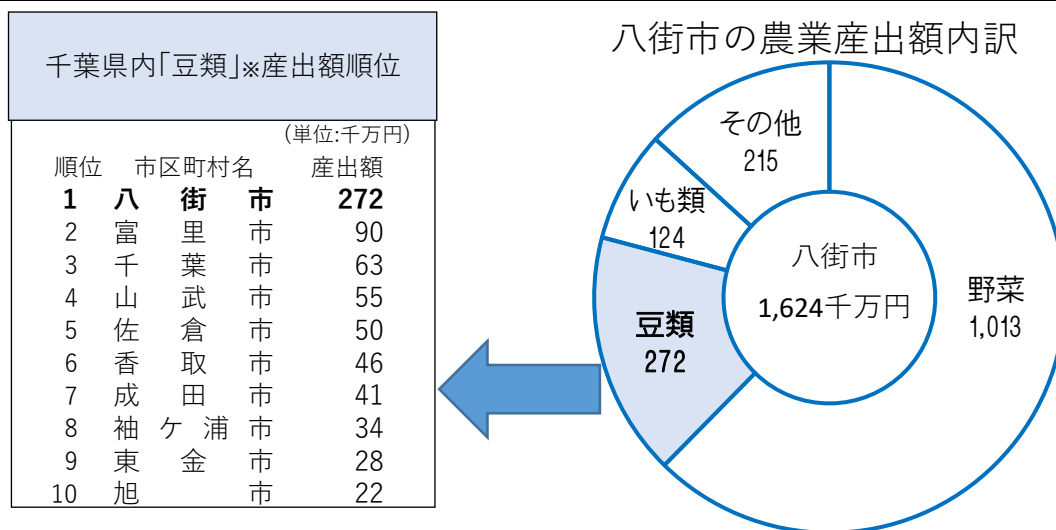 千葉県内「豆類」※産出額順位
(単位:千万円)
順位 市区町村名 産出額
1 八街市 272
2 富里市 90
3 千葉市 63
4 山武市 55
5 佐倉市 50
6 香取市 46
7 成田市 41
8 袖ケ浦市 34
9 東金市 28
10 旭市 22
八街市の農業産出額内訳
その他
215
いも類
124
豆類
272
野菜
1,013
八街市
1,624千万円